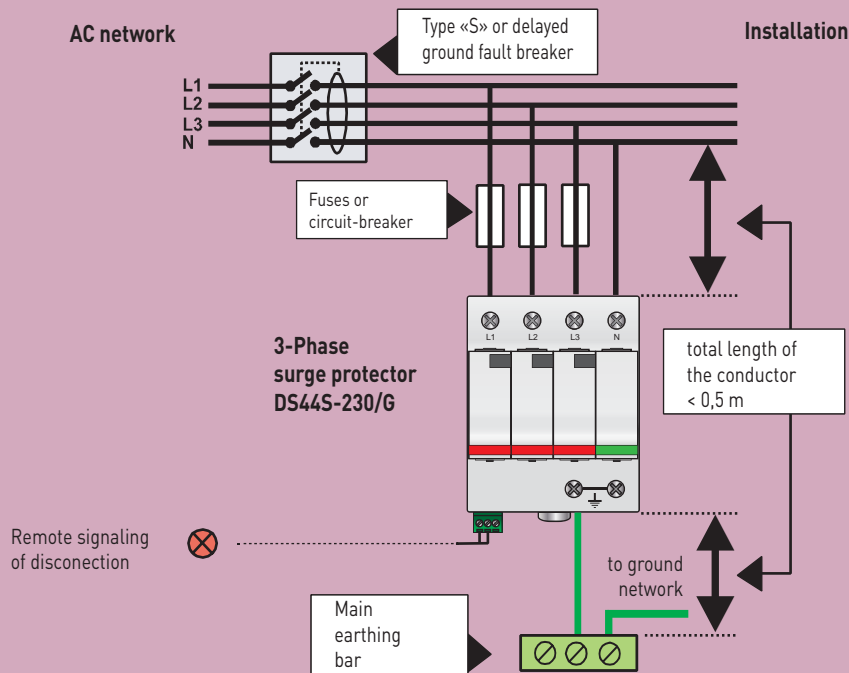 AC network
Type «S» or delayed
ground fault breaker
Installation
L1
L2
L3
N
Fuses or
circuit-breaker
L1
L2
L3
N
3-Phase
surge protector
DS44S-230/G
total length of
the conductor
< 0,5 m
Remote signaling
of disconection
to ground
network
Main
earthing
bar